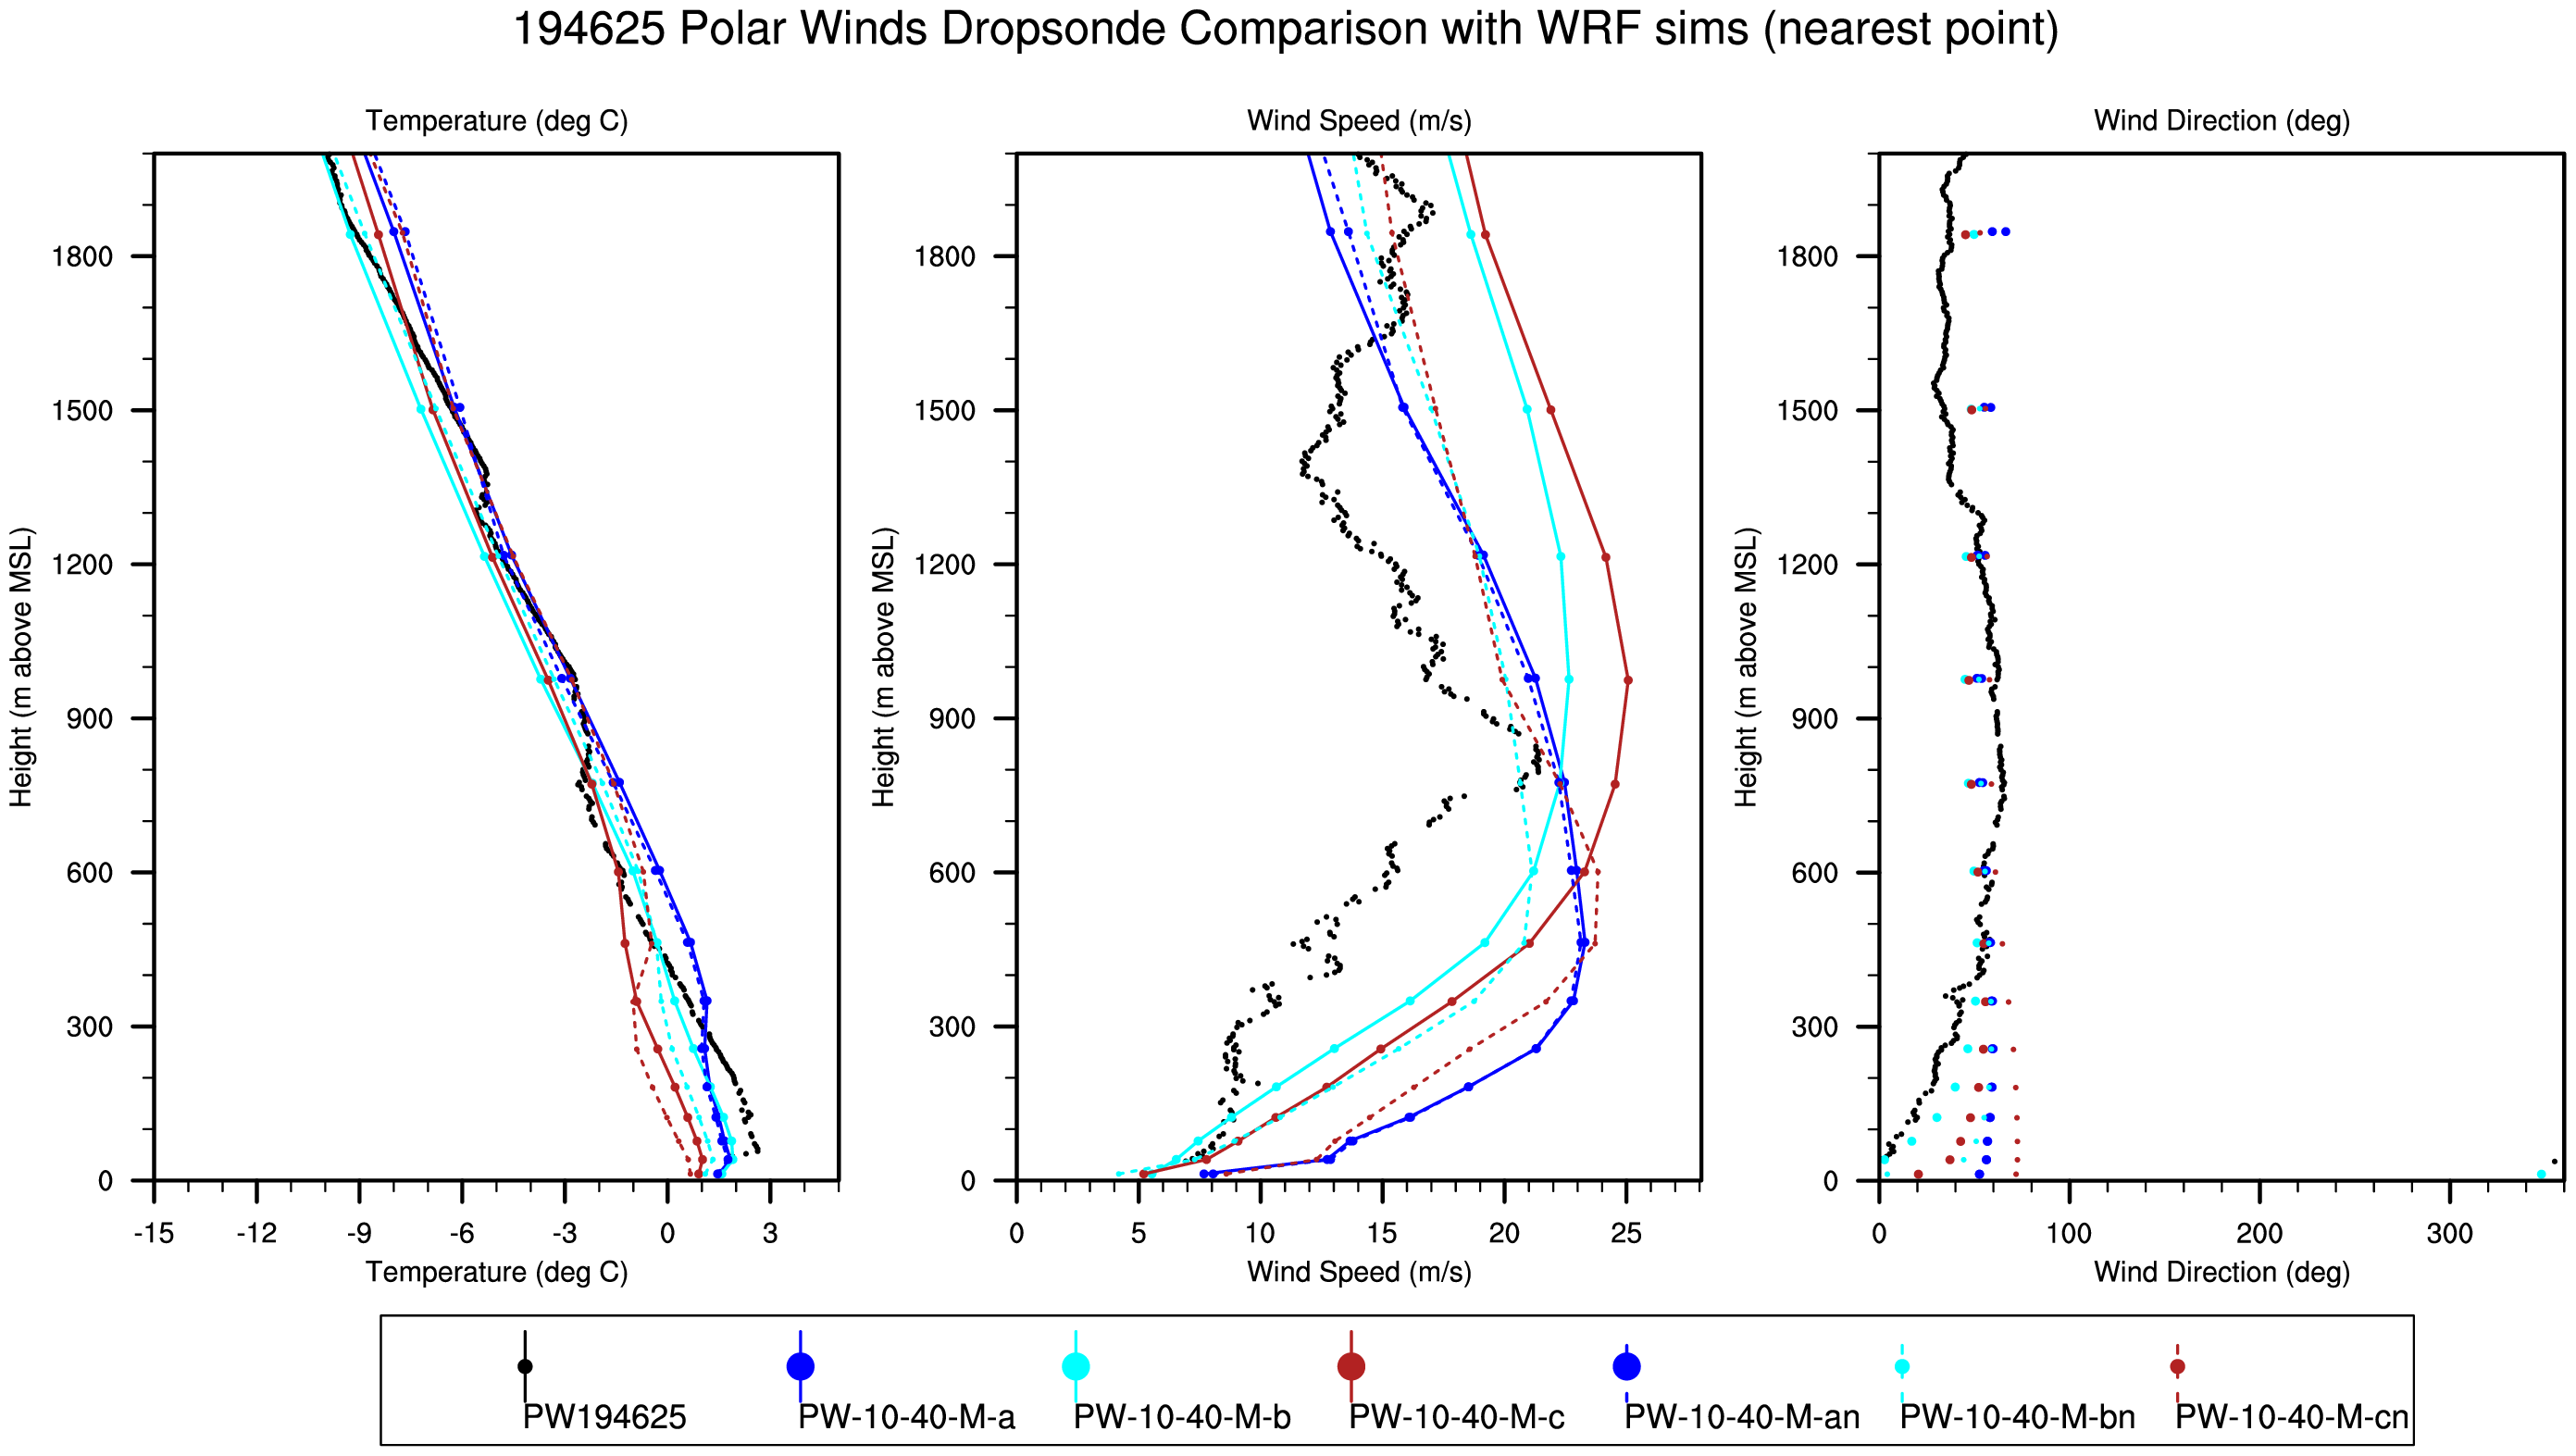 194625 Polar Winds Dropsonde Comparison with WRF sims (nearest point)
Temperature (deg C)
Wind Speed (m/s)
Wind Direction (deg)
Height (m above MSL)
1800
1500
1200
900
600
300
0
-15 -12 -9 -6 -3 0 3
Temperature (deg C)
Height (m above MSL)
1800
1500
1200
900
600
300
0
0 5 10 15 20 25
Wind Speed (m/s)
Height (m above MSL)
1800
1500
1200
900
600
300
0
0 100 200 300
Wind Direction (deg)
PW194625 PW-10-40-M-a PW-10-40-M-b PW-10-40-M-c PW-10-40-M-an PW-10-40-M-bn PW-10-40-M-cn